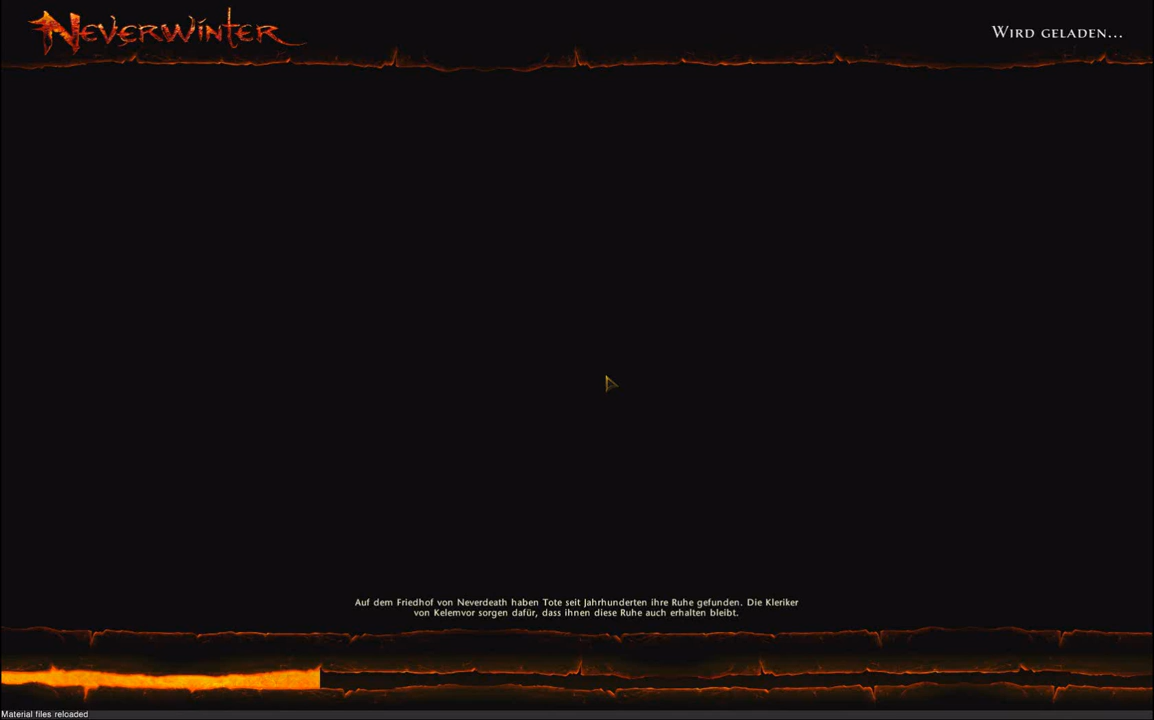 Neverwinter
Wird geladen...
Auf dem Friedhof von Neverdeath haben Tote seit Jahrhunderten ihre Ruhe gefunden. Die Kleriker
von Kelemvor sorgen dafür, dass ihnen diese Ruhe auch erhalten bleibt.
Material files reloaded